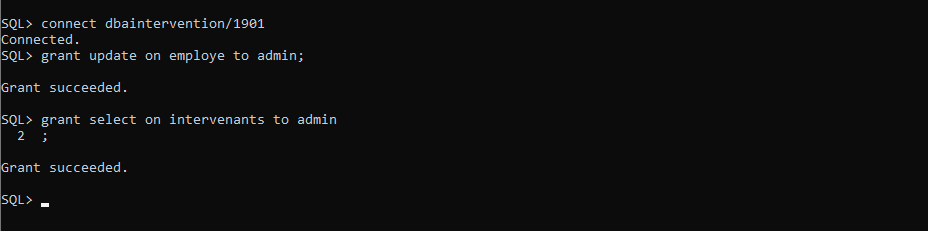 SQL> connect dbaintervention/1901
Connected.
SQL> grant update on employe to admin;
Grant succeeded.
SQL> grant select on intervenants to admin
  2  ;
Grant succeeded.
SQL>